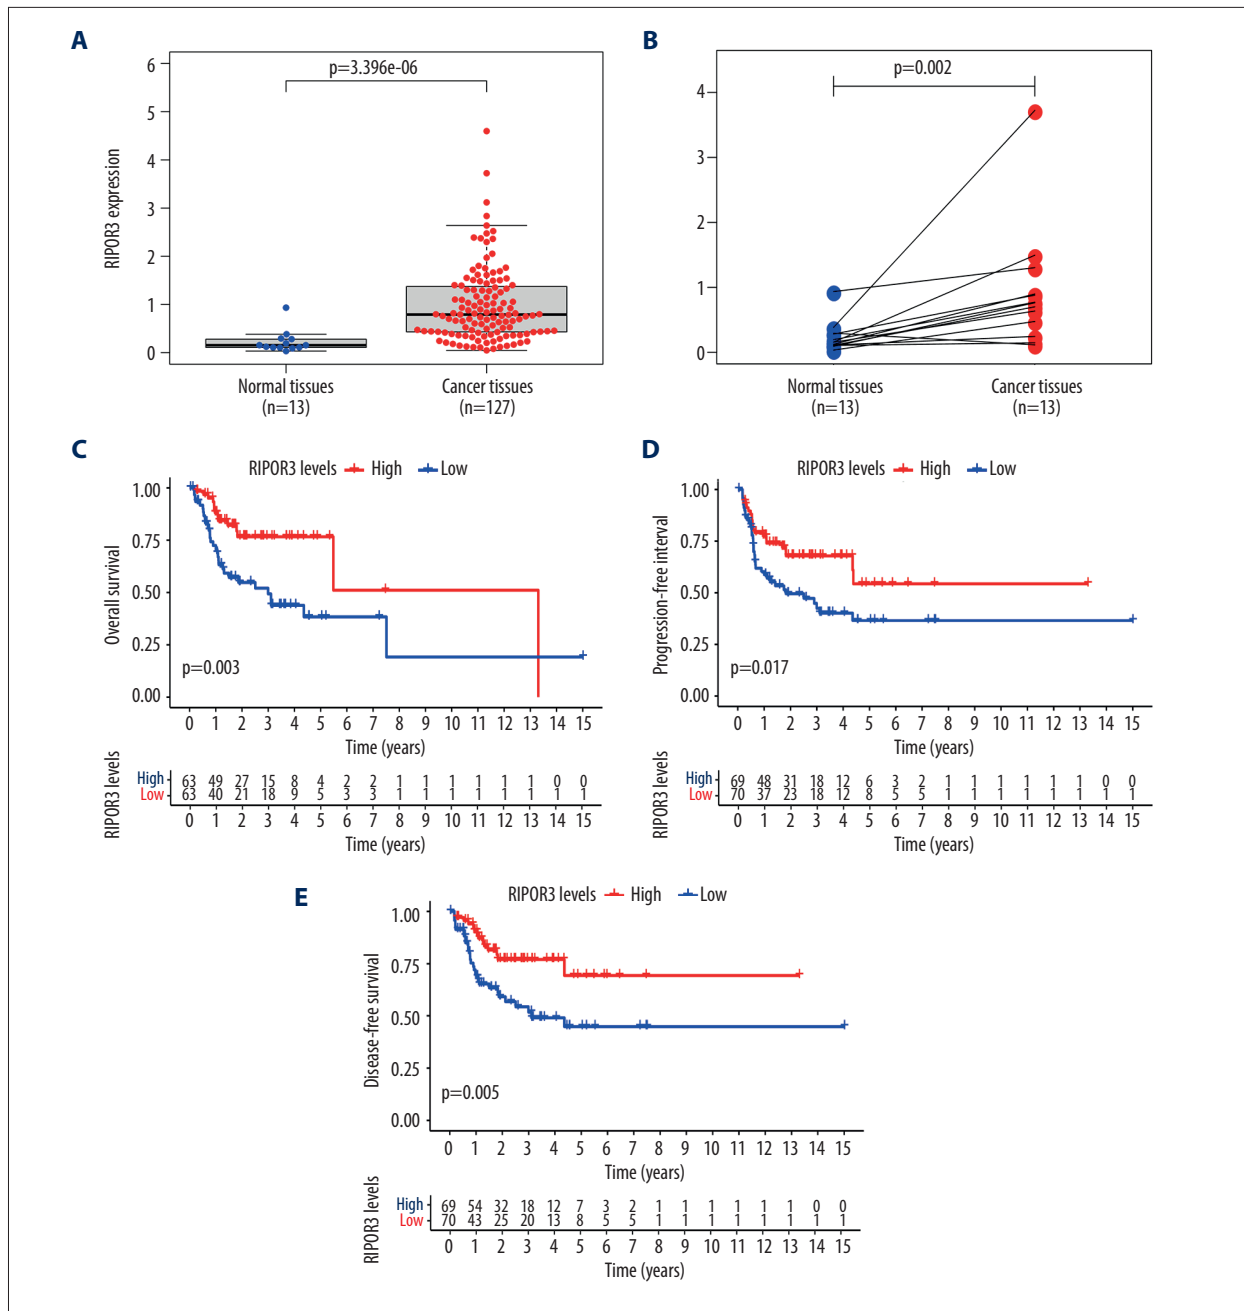 A
p=3.396e-06
RIPOR3 expression
6
5
4
3
2
1
0
Normal tissues
(n=13)
Cancer tissues
(n=127)
B
p=0.002
4
3
2
1
0
Normal tissues
(n=13)
Cancer tissues
(n=13)
C
RIPOR3 levels High Low
Overall survival
1.00
0.75
0.50
0.25
0.00
p=0.003
0 1 2 3 4 5 6 7 8 9 10 11 12 13 14 15
Time (years)
RIPOR3 levels
High 63 49 27 15 8 4 2 2 1 1 1 1 1 1 0 0
Low 63 40 21 18 9 5 3 3 1 1 1 1 1 1 1 1
0 1 2 3 4 5 6 7 8 9 10 11 12 13 14 15
Time (years)
D
RIPOR3 levels High Low
Progression-free interval
1.00
0.75
0.50
0.25
0.00
p=0.017
0 1 2 3 4 5 6 7 8 9 10 11 12 13 14 15
Time (years)
RIPOR3 levels
High 69 48 31 18 12 6 3 2 1 1 1 1 1 1 0 0
Low 70 37 23 18 12 8 5 5 1 1 1 1 1 1 1 1
0 1 2 3 4 5 6 7 8 9 10 11 12 13 14 15
Time (years)
E
RIPOR3 levels High Low
Disease-free survival
1.00
0.75
0.50
0.25
0.00
p=0.005
0 1 2 3 4 5 6 7 8 9 10 11 12 13 14 15
Time (years)
RIPOR3 levels
High 69 54 32 18 12 7 3 2 1 1 1 1 1 1 0 0
Low 70 43 25 20 13 8 5 5 1 1 1 1 1 1 1 1
0 1 2 3 4 5 6 7 8 9 10 11 12 13 14 15
Time (years)